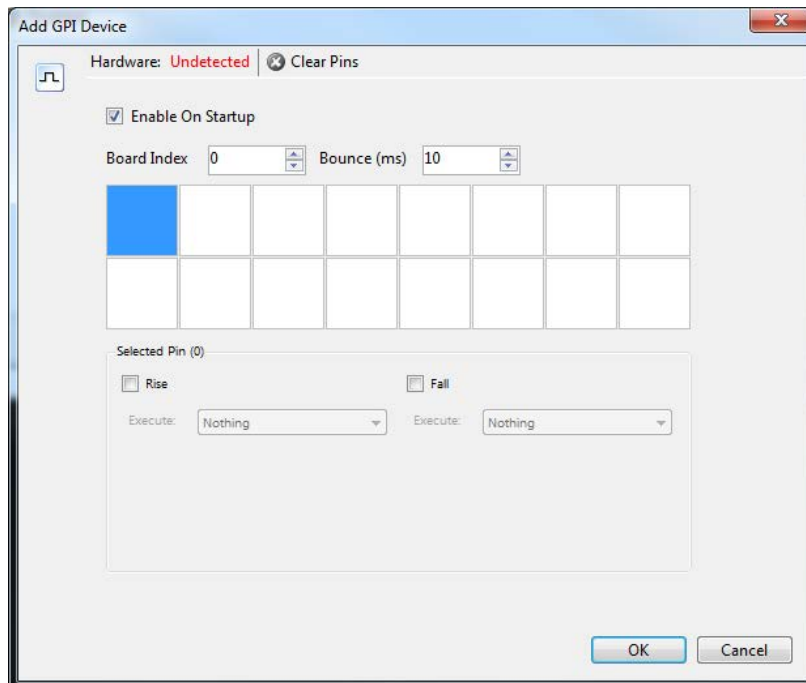 Add GPI Device
Hardware: Undetected Clear Pins
Enable On Startup
Board Index 0 Bounce (ms) 10
Selected Pin (0)
Rise Fall
Execute: Nothing Execute: Nothing
OK Cancel